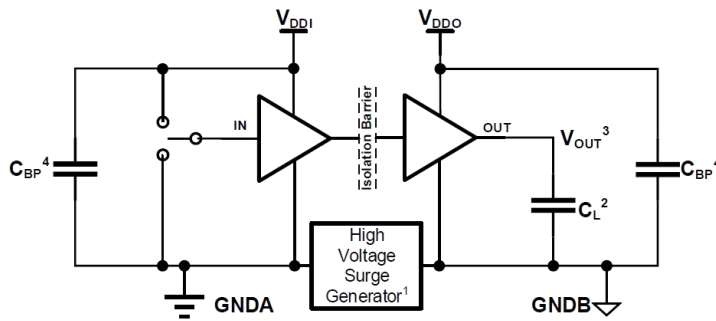 VDDI
VDDO
IN
Isolation Barrier
OUT
VOUT³
CBP⁴
CL²
CBP⁴
High
Voltage
Surge
Generator¹
GNDA
GNDB